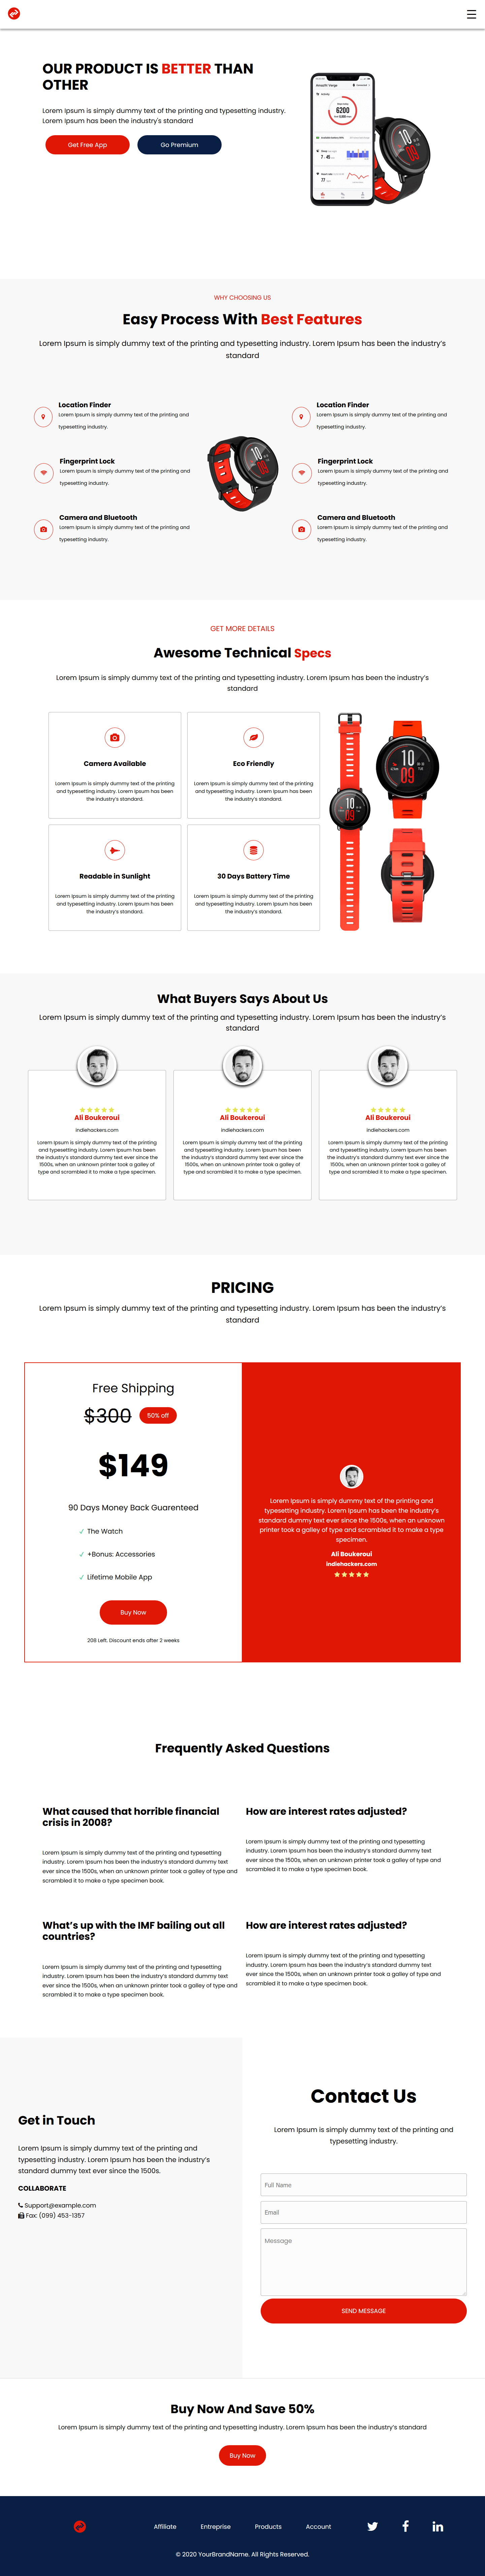 OUR PRODUCT IS BETTER THAN
OTHER
Lorem Ipsum is simply dummy text of the printing and typesetting industry.
Lorem Ipsum has been the industry's standard
Get Free App
Go Premium
6200
10
09
WHY CHOOSING US
Easy Process With Best Features
Lorem Ipsum is simply dummy text of the printing and typesetting industry. Lorem Ipsum has been the industry's
standard
Location Finder
Lorem Ipsum is simply dummy text of the printing and
typesetting industry.
Fingerprint Lock
Lorem Ipsum is simply dummy text of the printing and
typesetting industry.
Camera and Bluetooth
Lorem Ipsum is simply dummy text of the printing and
typesetting industry.
10
09
Location Finder
Lorem Ipsum is simply dummy text of the printing and
typesetting industry.
Fingerprint Lock
Lorem Ipsum is simply dummy text of the printing and
typesetting industry.
Camera and Bluetooth
Lorem Ipsum is simply dummy text of the printing and
typesetting industry.
GET MORE DETAILS
Awesome Technical Specs
Lorem Ipsum is simply dummy text of the printing and typesetting industry. Lorem Ipsum has been the industry's
standard
Camera Available
Lorem Ipsum is simply dummy text of the printing
and typesetting industry. Lorem Ipsum has been
the industry's standard.
Eco Friendly
Lorem Ipsum is simply dummy text of the printing
and typesetting industry. Lorem Ipsum has been
the industry's standard.
Readable in Sunlight
Lorem Ipsum is simply dummy text of the printing
and typesetting industry. Lorem Ipsum has been
the industry's standard.
30 Days Battery Time
Lorem Ipsum is simply dummy text of the printing
and typesetting industry. Lorem Ipsum has been
the industry's standard.
10
09
10
09
What Buyers Says About Us
Lorem Ipsum is simply dummy text of the printing and typesetting industry. Lorem Ipsum has been the industry's
standard
Ali Boukeroui
indiehackers.com
Lorem Ipsum is simply dummy text of the printing
and typesetting industry. Lorem Ipsum has been
the industry's standard dummy text ever since the
1500s, when an unknown printer took a galley of
type and scrambled it to make a type specimen.
Ali Boukeroui
indiehackers.com
Lorem Ipsum is simply dummy text of the printing
and typesetting industry. Lorem Ipsum has been
the industry's standard dummy text ever since the
1500s, when an unknown printer took a galley of
type and scrambled it to make a type specimen.
Ali Boukeroui
indiehackers.com
Lorem Ipsum is simply dummy text of the printing
and typesetting industry. Lorem Ipsum has been
the industry's standard dummy text ever since the
1500s, when an unknown printer took a galley of
type and scrambled it to make a type specimen.
PRICING
Lorem Ipsum is simply dummy text of the printing and typesetting industry. Lorem Ipsum has been the industry's
standard
Free Shipping
$300 50% off
$149
90 Days Money Back Guarenteed
The Watch
+Bonus: Accessories
Lifetime Mobile App
Buy Now
208 Left. Discount ends after 2 weeks
Lorem Ipsum is simply dummy text of the printing and
typesetting industry. Lorem Ipsum has been the industry's
standard dummy text ever since the 1500s, when an unknown
printer took a galley of type and scrambled it to make a type
specimen.
Ali Boukeroui
indiehackers.com
Frequently Asked Questions
What caused that horrible financial
crisis in 2008?
Lorem Ipsum is simply dummy text of the printing and typesetting
industry. Lorem Ipsum has been the industry's standard dummy text
ever since the 1500s, when an unknown printer took a galley of type and
scrambled it to make a type specimen book.
How are interest rates adjusted?
Lorem Ipsum is simply dummy text of the printing and typesetting
industry. Lorem Ipsum has been the industry's standard dummy text
ever since the 1500s, when an unknown printer took a galley of type and
scrambled it to make a type specimen book.
What's up with the IMF bailing out all
countries?
Lorem Ipsum is simply dummy text of the printing and typesetting
industry. Lorem Ipsum has been the industry's standard dummy text
ever since the 1500s, when an unknown printer took a galley of type and
scrambled it to make a type specimen book.
How are interest rates adjusted?
Lorem Ipsum is simply dummy text of the printing and typesetting
industry. Lorem Ipsum has been the industry's standard dummy text
ever since the 1500s, when an unknown printer took a galley of type and
scrambled it to make a type specimen book.
Get in Touch
Lorem Ipsum is simply dummy text of the printing and
typesetting industry. Lorem Ipsum has been the industry's
standard dummy text ever since the 1500s.
COLLABORATE
Support@example.com
Fax: (099) 453-1357
Contact Us
Lorem Ipsum is simply dummy text of the printing and
typesetting industry.
Full Name
Email
Message
SEND MESSAGE
Buy Now And Save 50%
Lorem Ipsum is simply dummy text of the printing and typesetting industry. Lorem Ipsum has been the industry's standard
Buy Now
Affiliate
Entreprise
Products
Account
© 2020 YourBrandName. All Rights Reserved.